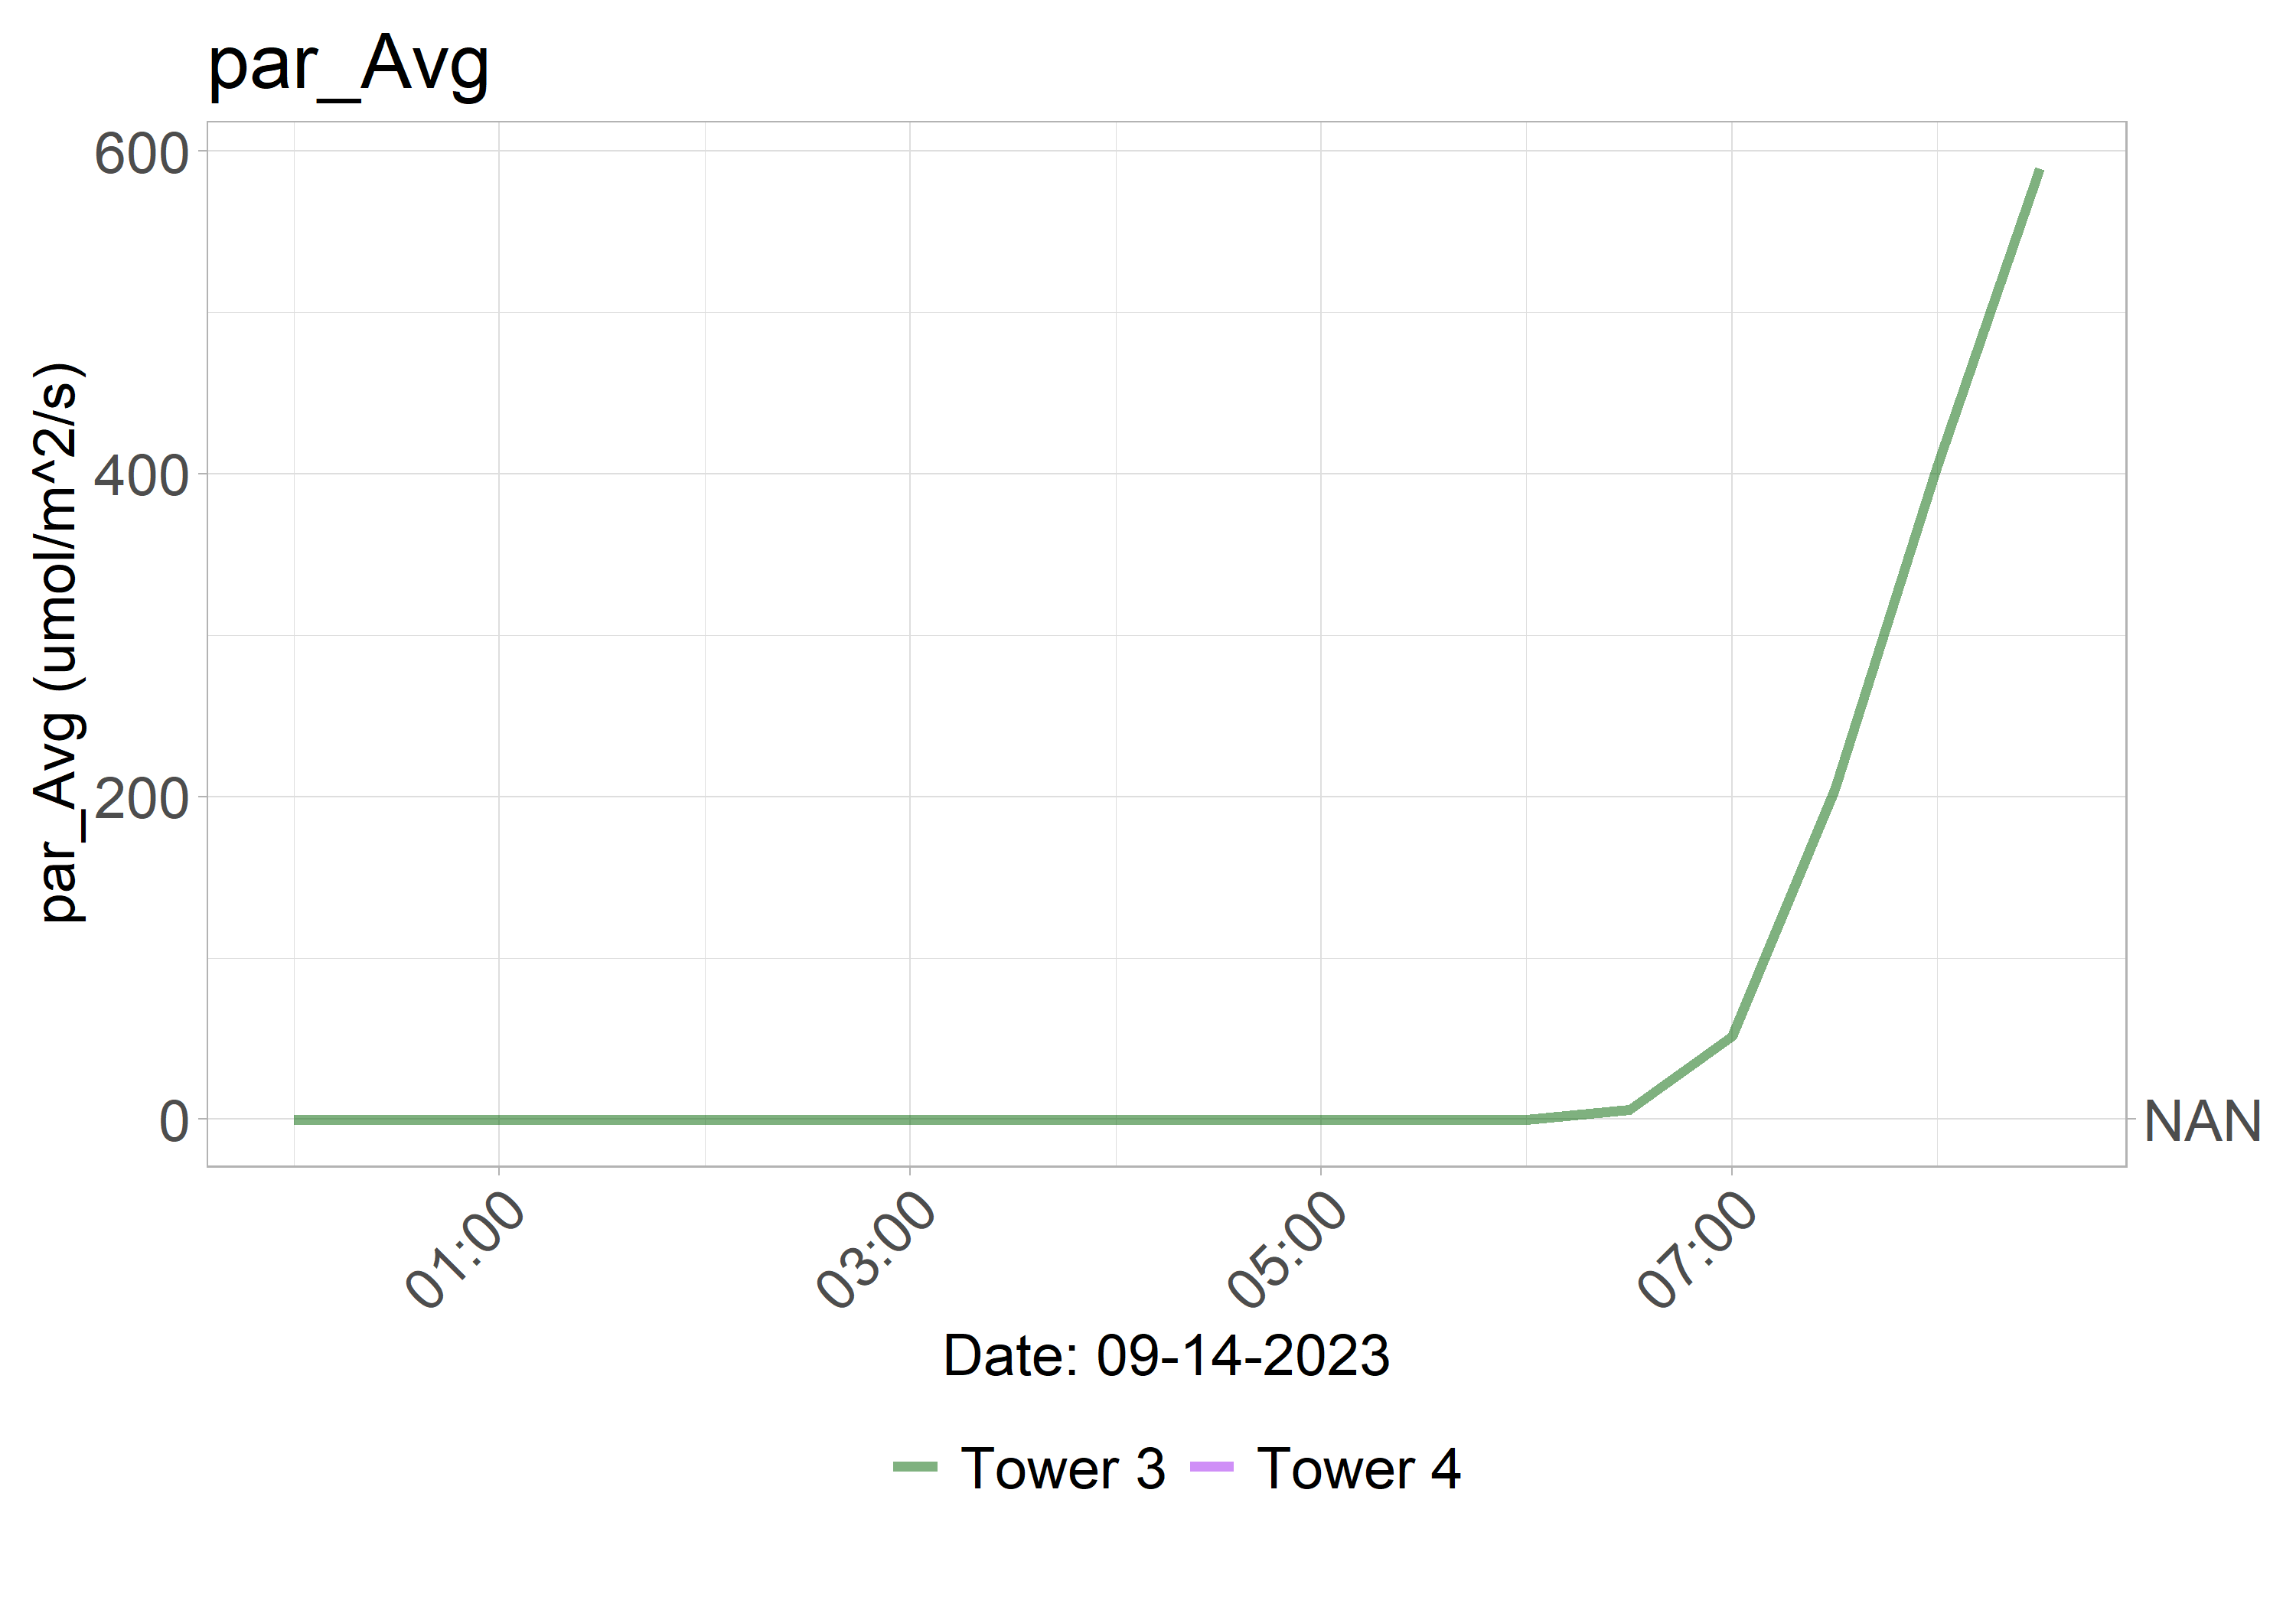 par_Avg
par_Avg (umol/m^2/s)
600
400
200
0
NAN
01:00
03:00
05:00
07:00
Date: 09-14-2023
Tower 3
Tower 4